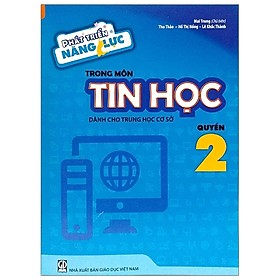 Mai Trung (Chủ biên)
Thu Thảo - Hồ Thị Hồng - Lê Khắc Thành
PHÁT TRIỂN
NĂNG LỰC
TRONG MÔN
TIN HỌC
DÀNH CHO TRUNG HỌC CƠ SỞ
QUYỂN
2
NHÀ XUẤT BẢN GIÁO DỤC VIỆT NAM